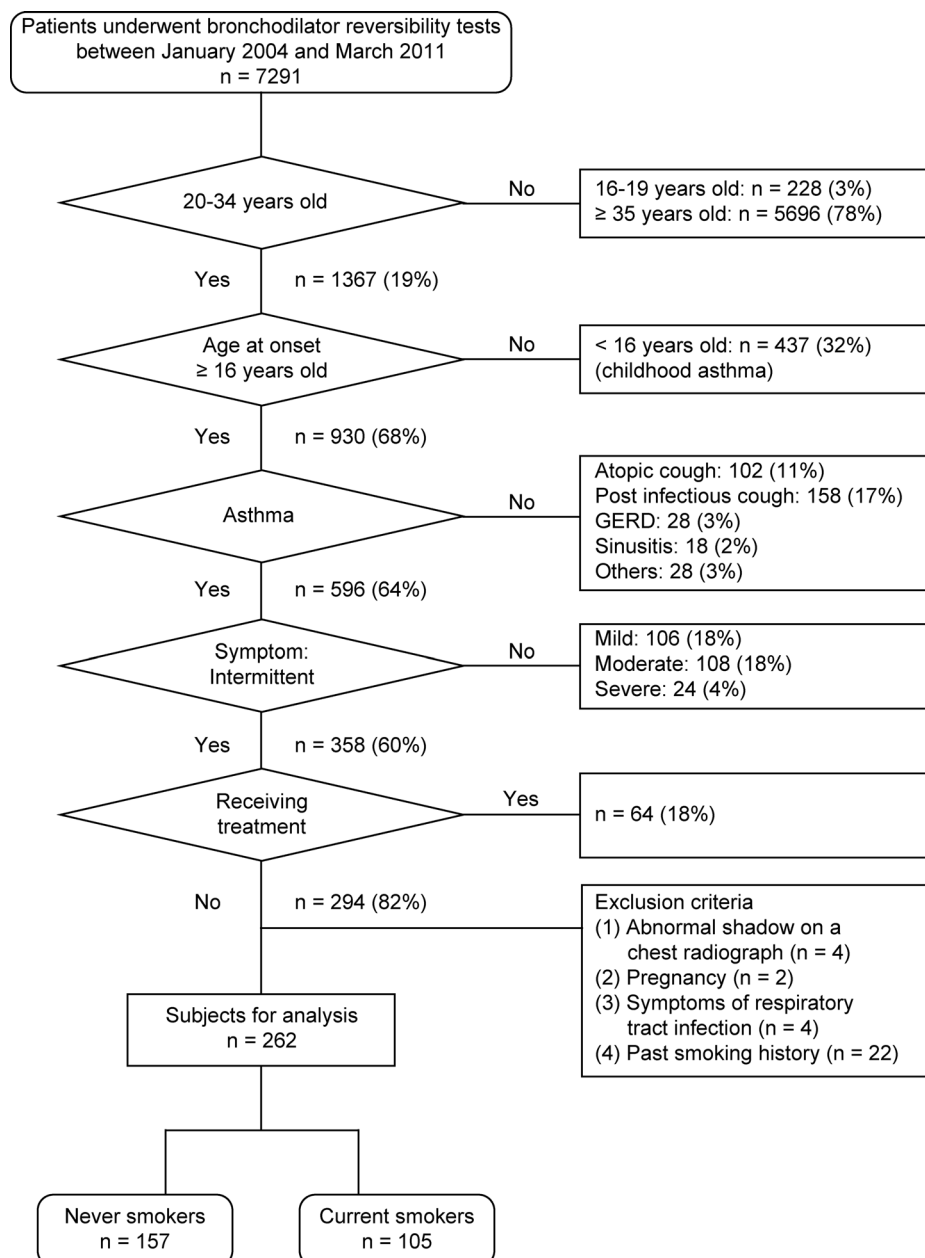 Patients underwent bronchodilator reversibility tests
between January 2004 and March 2011
n = 7291
20-34 years old
No
16-19 years old: n = 228 (3%)
≥ 35 years old: n = 5696 (78%)
Yes
n = 1367 (19%)
Age at onset
≥ 16 years old
No
< 16 years old: n = 437 (32%)
(childhood asthma)
Yes
n = 930 (68%)
Asthma
No
Atopic cough: 102 (11%)
Post infectious cough: 158 (17%)
GERD: 28 (3%)
Sinusitis: 18 (2%)
Others: 28 (3%)
Yes
n = 596 (64%)
Symptom:
Intermittent
No
Mild: 106 (18%)
Moderate: 108 (18%)
Severe: 24 (4%)
Yes
n = 358 (60%)
Receiving
treatment
Yes
n = 64 (18%)
No
n = 294 (82%)
Exclusion criteria
(1) Abnormal shadow on a
chest radiograph (n = 4)
(2) Pregnancy (n = 2)
(3) Symptoms of respiratory
tract infection (n = 4)
(4) Past smoking history (n = 22)
Subjects for analysis
n = 262
Never smokers
n = 157
Current smokers
n = 105